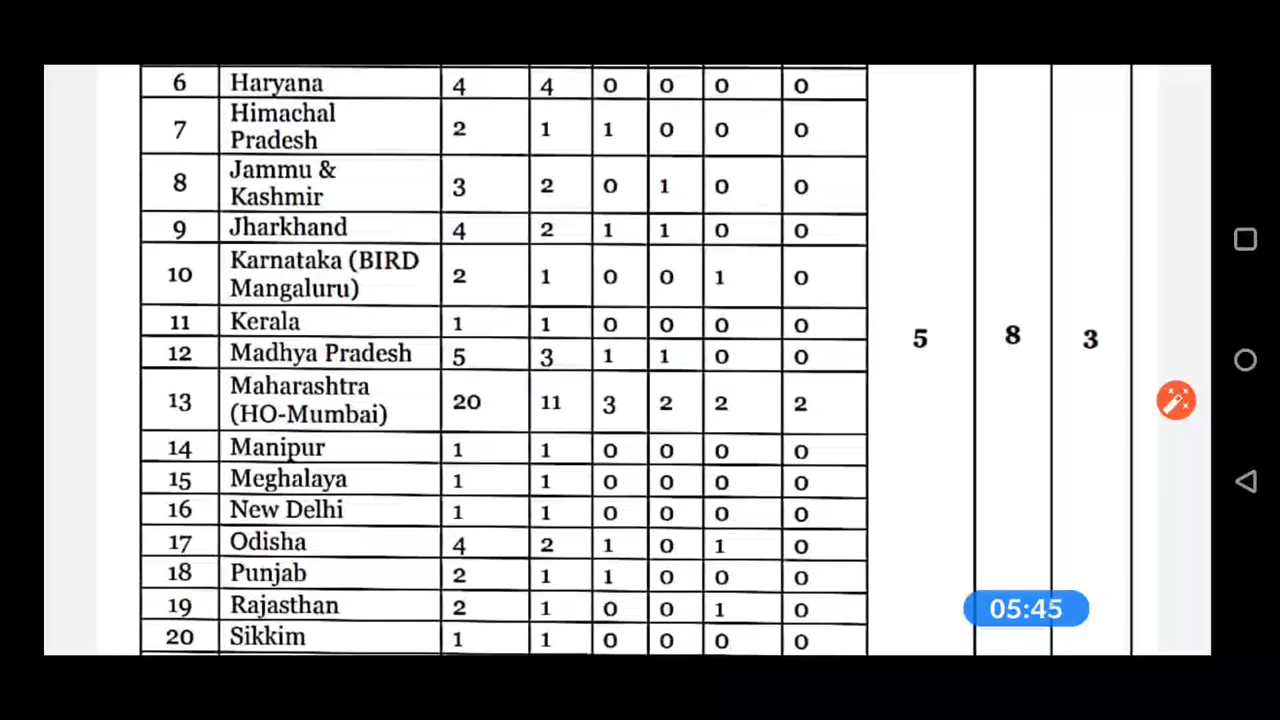 6 Haryana 4 4 0 0 0 0
Himachal
7 2 1 1 0 0 0
Pradesh
Jammu &
8 3 2 0 1 0 0
Kashmir
9 Jharkhand 4 2 1 1 0 0
Karnataka (BIRD
10 2 1 0 0 1 0
Mangaluru)
11 Kerala 1 1 0 0 0 0
5 8 3
12 Madhya Pradesh 5 3 1 1 0 0
Maharashtra
13 20 11 3 2 2 2
(HO-Mumbai)
14 Manipur 1 1 0 0 0 0
15 Meghalaya 1 1 0 0 0 0
16 New Delhi 1 1 0 0 0 0
17 Odisha 4 2 1 0 1 0
18 Punjab 2 1 1 0 0 0
19 Rajasthan 2 1 0 0 1 0
05:45
20 Sikkim 1 1 0 0 0 0